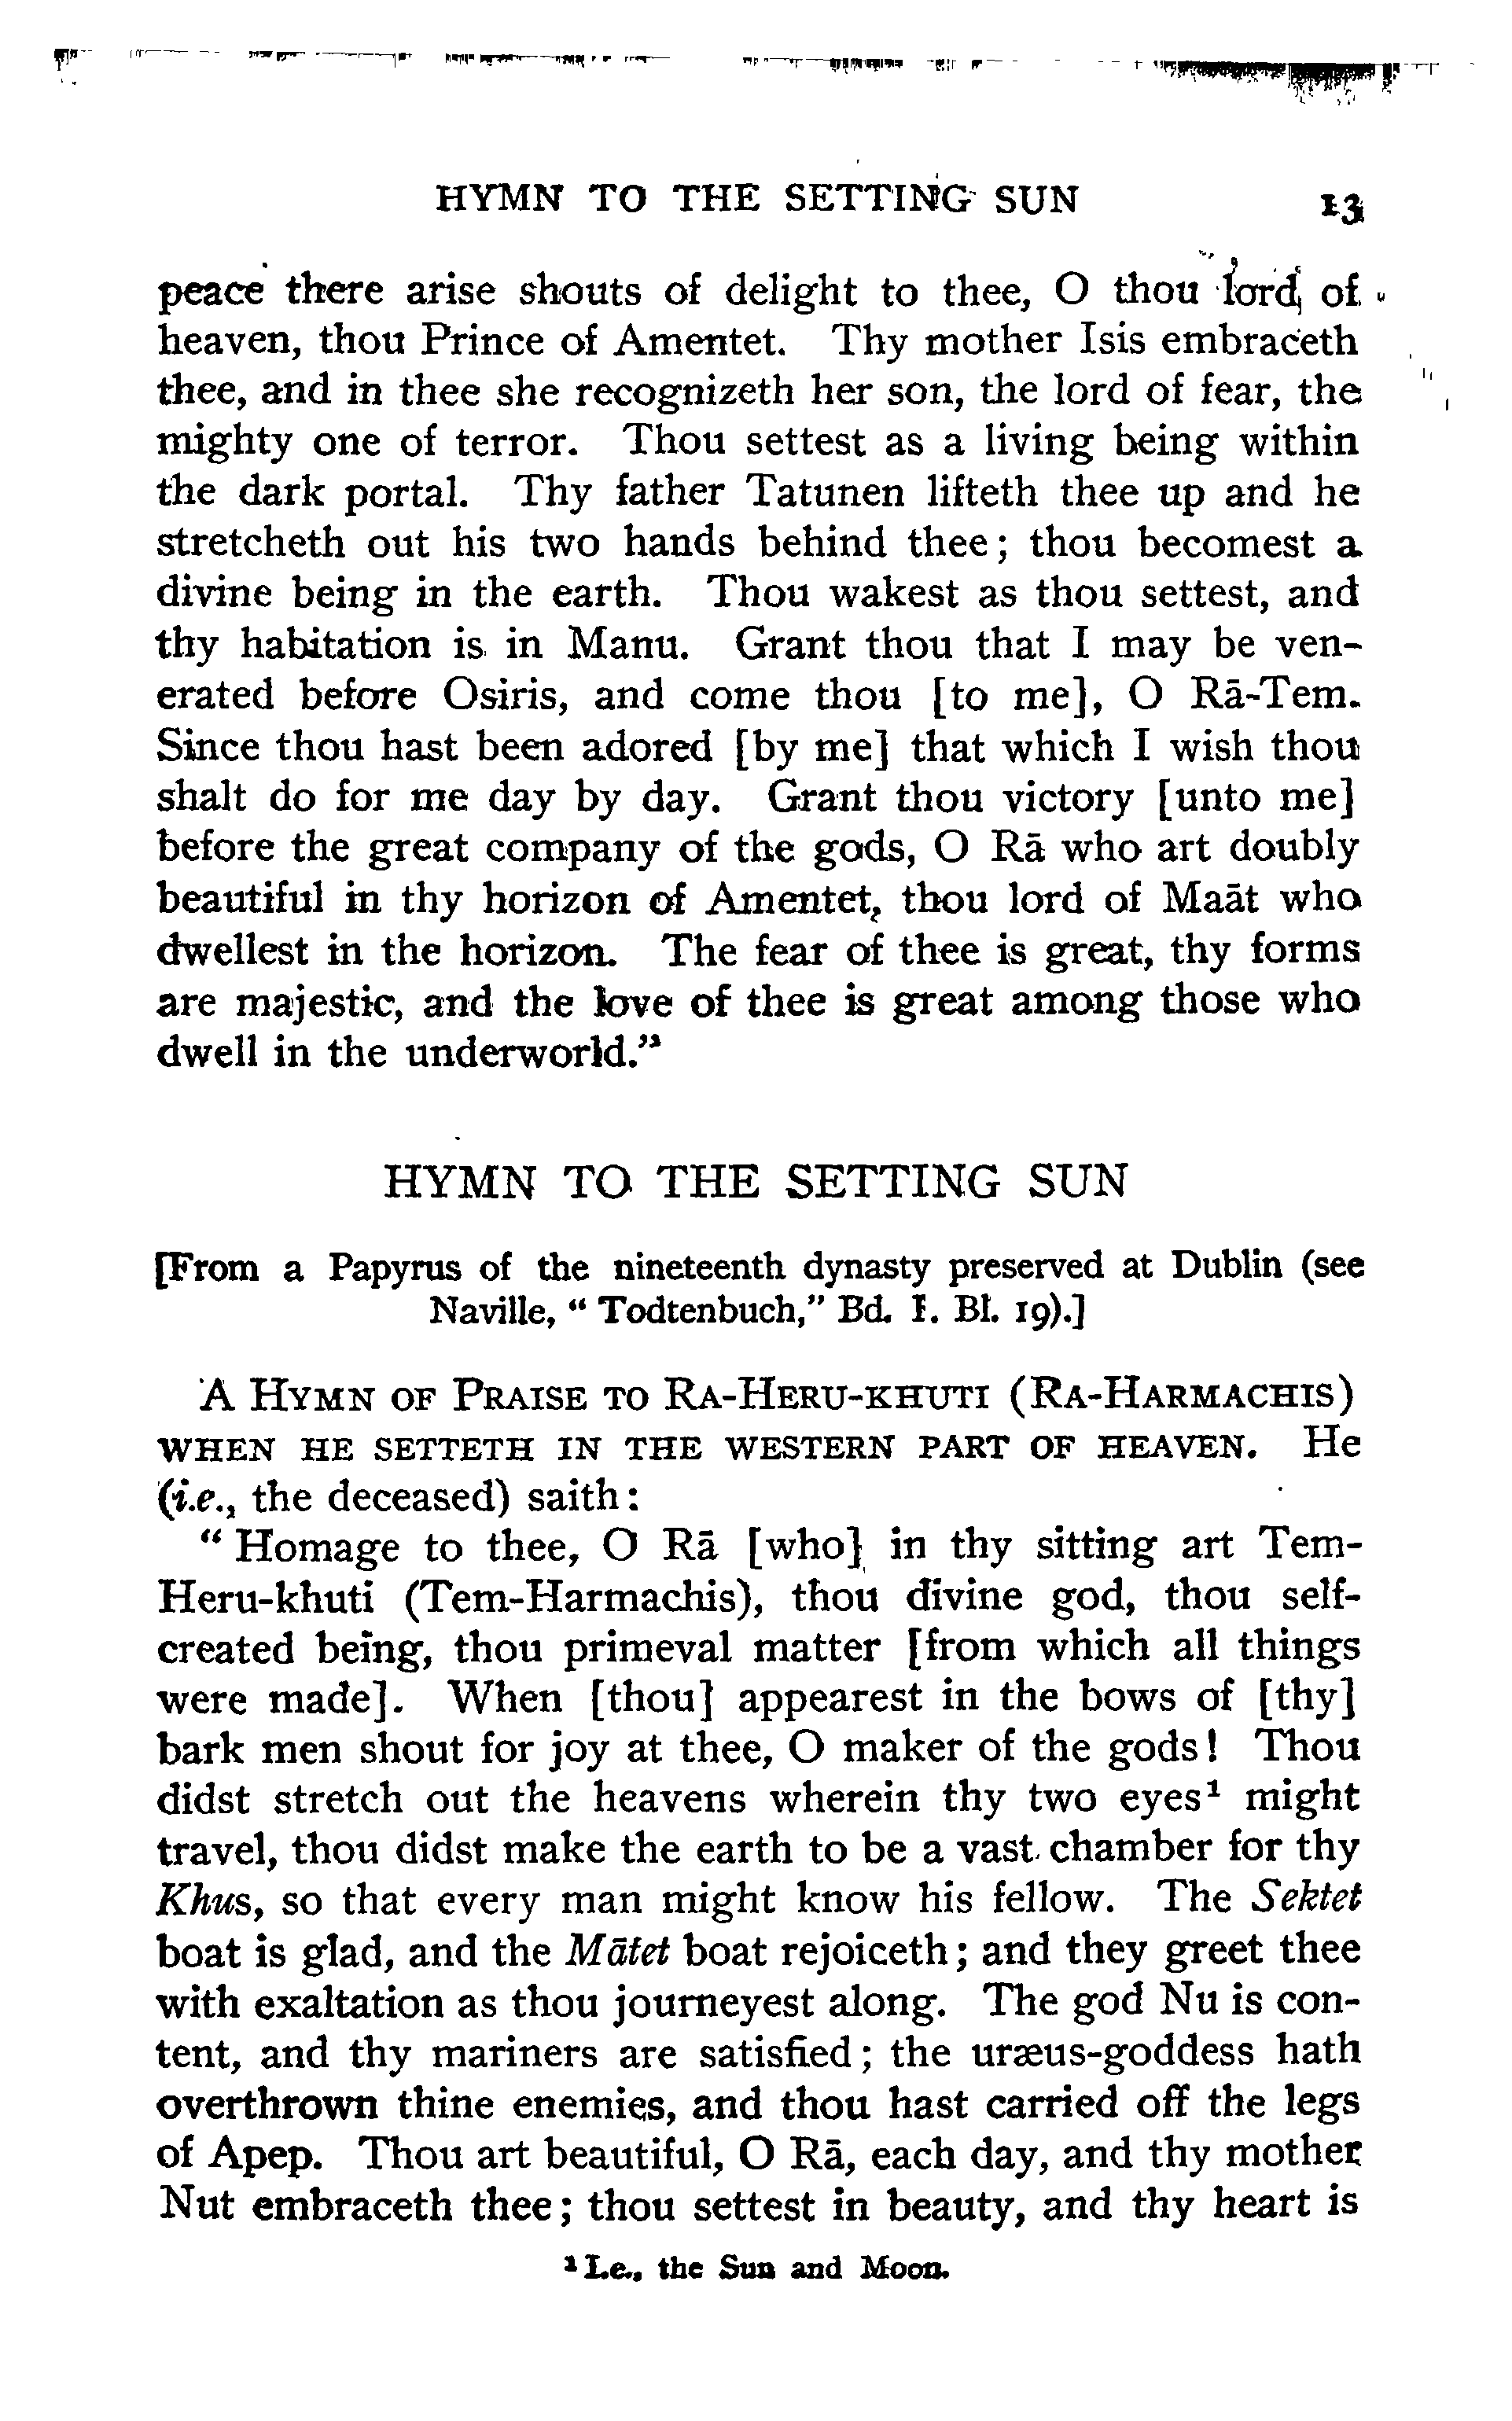 HYMN TO THE SETTING SUN 13
peace there arise shouts of delight to thee, O thou lord of
heaven, thou Prince of Amentet. Thy mother Isis embraceth
thee, and in thee she recognizeth her son, the lord of fear, the
mighty one of terror. Thou settest as a living being within
the dark portal. Thy father Tatunen lifteth thee up and he
stretcheth out his two hands behind thee; thou becomest a
divine being in the earth. Thou wakest as thou settest, and
thy habitation is in Manu. Grant thou that I may be ven-
erated before Osiris, and come thou [to me], O Rā-Tem.
Since thou hast been adored [by me] that which I wish thou
shalt do for me day by day. Grant thou victory [unto me]
before the great company of the gods, O Rā who art doubly
beautiful in thy horizon of Amentet, thou lord of Maāt who
dwellest in the horizon. The fear of thee is great, thy forms
are majestic, and the love of thee is great among those who
dwell in the underworld."
HYMN TO THE SETTING SUN
[From a Papyrus of the nineteenth dynasty preserved at Dublin (see
Naville, "Todtenbuch," Bd. I. Bl. 19).]
A HYMN OF PRAISE TO RA-HERU-KHUTI (RA-HARMACHIS)
WHEN HE SETTETH IN THE WESTERN PART OF HEAVEN. He
(i.e., the deceased) saith:
"Homage to thee, O Rā [who] in thy sitting art Tem-
Heru-khuti (Tem-Harmachis), thou divine god, thou self-
created being, thou primeval matter [from which all things
were made]. When [thou] appearest in the bows of [thy]
bark men shout for joy at thee, O maker of the gods! Thou
didst stretch out the heavens wherein thy two eyes¹ might
travel, thou didst make the earth to be a vast chamber for thy
Khus, so that every man might know his fellow. The Sektet
boat is glad, and the Mātet boat rejoiceth; and they greet thee
with exaltation as thou journeyest along. The god Nu is con-
tent, and thy mariners are satisfied; the uræus-goddess hath
overthrown thine enemies, and thou hast carried off the legs
of Apep. Thou art beautiful, O Rā, each day, and thy mother
Nut embraceth thee; thou settest in beauty, and thy heart is
¹ I.e., the Sun and Moon.